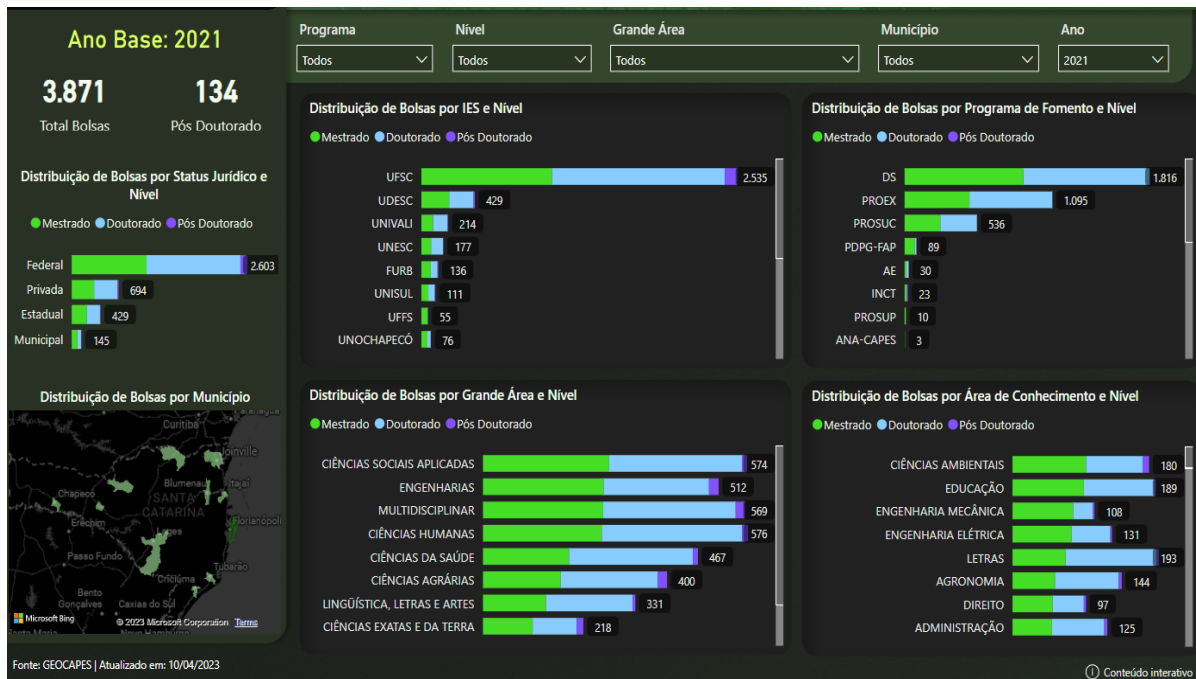 Ano Base: 2021
3.871
134
Total Bolsas
Pós Doutorado
Programa
Nível
Grande Área
Município
Ano
Todos
Todos
Todos
Todos
2021
Distribuição de Bolsas por Status Jurídico e
Nível
Mestrado Doutorado Pós Doutorado
Federal 2.603
Privada 694
Estadual 429
Municipal 145
Distribuição de Bolsas por Município
Curitiba
Joinville
Blumenau
Itajaí
Chapecó
SANTA
CATARINA
Florianópoli
Erechim
Lages
Passo Fundo
Tubarão
Criciúma
Bento
Gonçalves
Caxias do Sul
Microsoft Bing
© 2023 Microsoft Corporation Terms
Santa Maria
Novo Hamburgo
Distribuição de Bolsas por IES e Nível
Mestrado Doutorado Pós Doutorado
UFSC 2.535
UDESC 429
UNIVALI 214
UNESC 177
FURB 136
UNISUL 111
UFFS 55
UNOCHAPECÓ 76
Distribuição de Bolsas por Programa de Fomento e Nível
Mestrado Doutorado Pós Doutorado
DS 1.816
PROEX 1.095
PROSUC 536
PDPG-FAP 89
AE 30
INCT 23
PROSUP 10
ANA-CAPES 3
Distribuição de Bolsas por Grande Área e Nível
Mestrado Doutorado Pós Doutorado
CIÊNCIAS SOCIAIS APLICADAS 574
ENGENHARIAS 512
MULTIDISCIPLINAR 569
CIÊNCIAS HUMANAS 576
CIÊNCIAS DA SAÚDE 467
CIÊNCIAS AGRÁRIAS 400
LINGÜÍSTICA, LETRAS E ARTES 331
CIÊNCIAS EXATAS E DA TERRA 218
Distribuição de Bolsas por Área de Conhecimento e Nível
Mestrado Doutorado Pós Doutorado
CIÊNCIAS AMBIENTAIS 180
EDUCAÇÃO 189
ENGENHARIA MECÂNICA 108
ENGENHARIA ELÉTRICA 131
LETRAS 193
AGRONOMIA 144
DIREITO 97
ADMINISTRAÇÃO 125
Fonte: GEOCAPES | Atualizado em: 10/04/2023
Conteúdo interativo